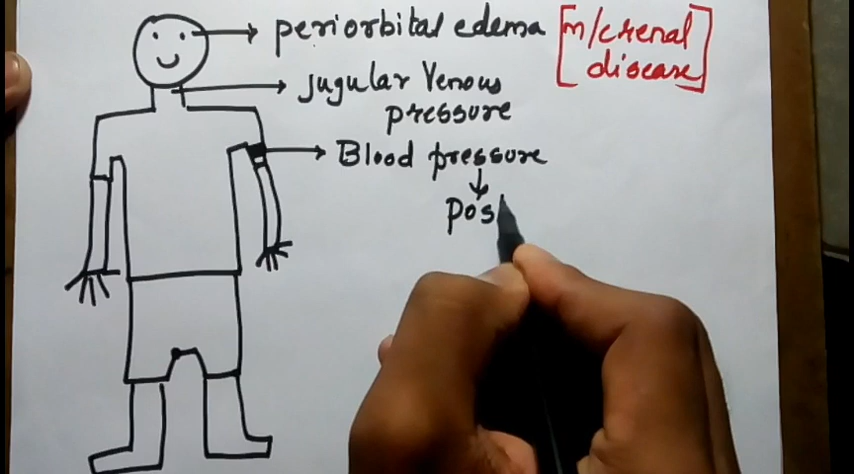 periorbital edema [m/c renal
disease]
jugular Venous
pressure
Blood pressure
pos